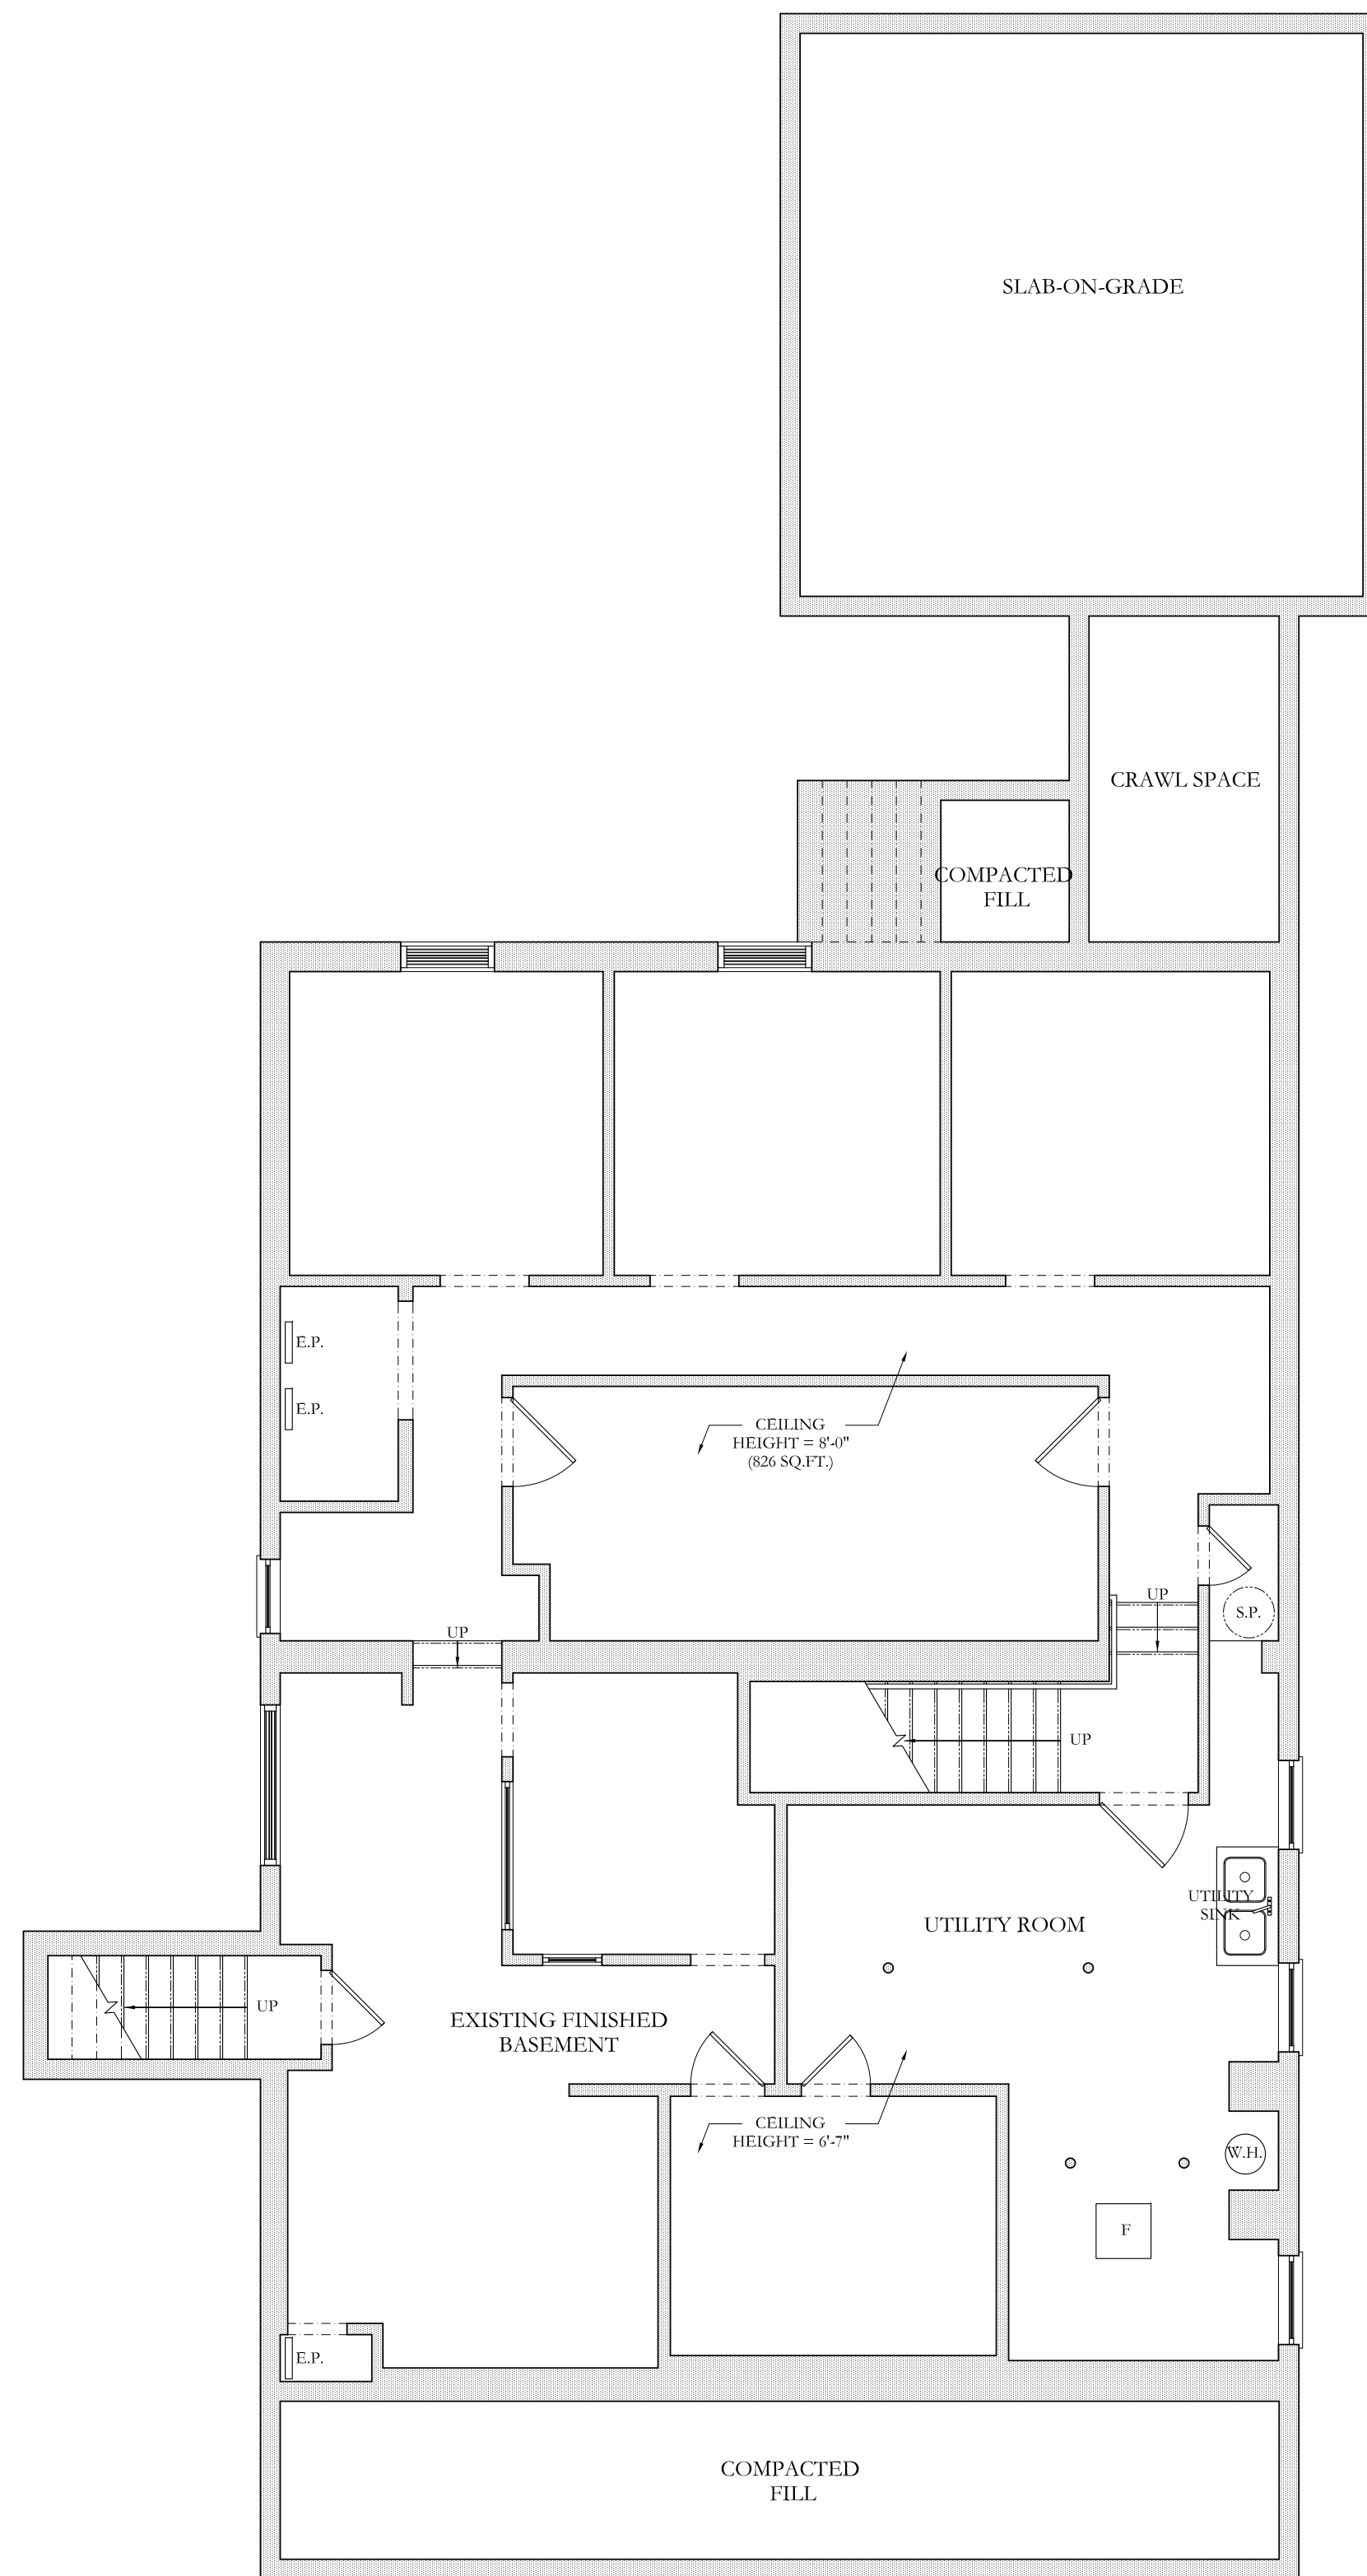 SLAB-ON-GRADE
CRAWL SPACE
COMPACTED
FILL
E.P.
E.P.
CEILING
HEIGHT = 8'-0"
(826 SQ.FT.)
UP
S.P.
UP
UP
UTILITY
SINK
UTILITY ROOM
UP
EXISTING FINISHED
BASEMENT
CEILING
HEIGHT = 6'-7"
W.H.
F
E.P.
COMPACTED
FILL